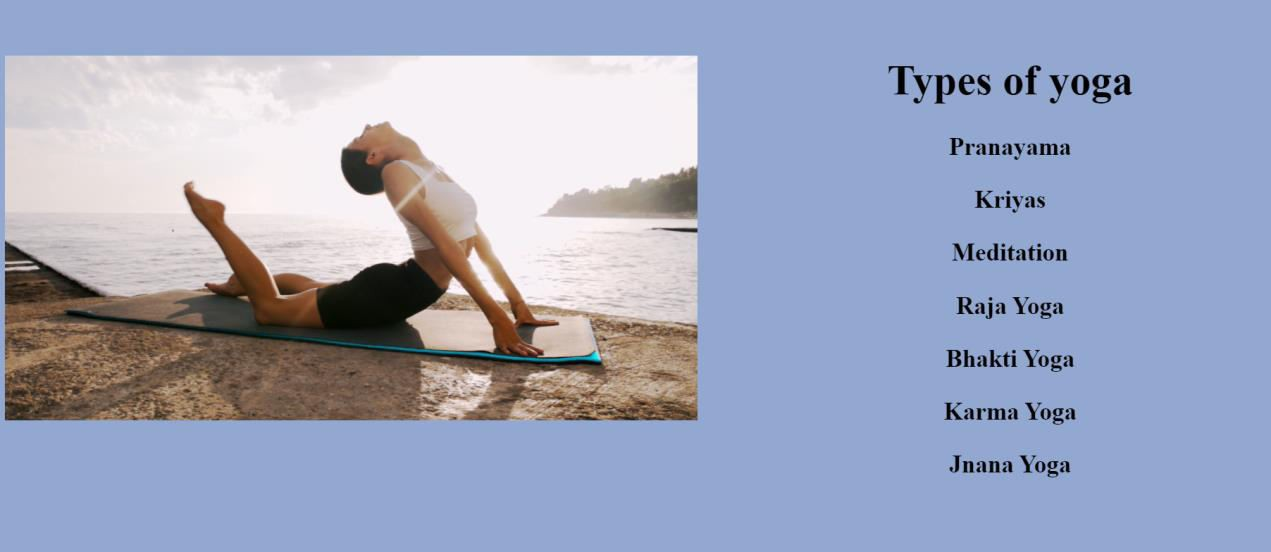 Types of yoga
Pranayama
Kriyas
Meditation
Raja Yoga
Bhakti Yoga
Karma Yoga
Jnana Yoga